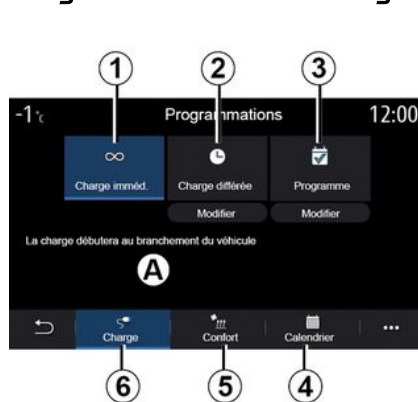 1 2 3
-1°c Programmations 12:00
Charge imméd. Charge différée Programme
Modifier Modifier
La charge débutera au branchement du véhicule
A
Charge Confort Calendrier
6 5 4